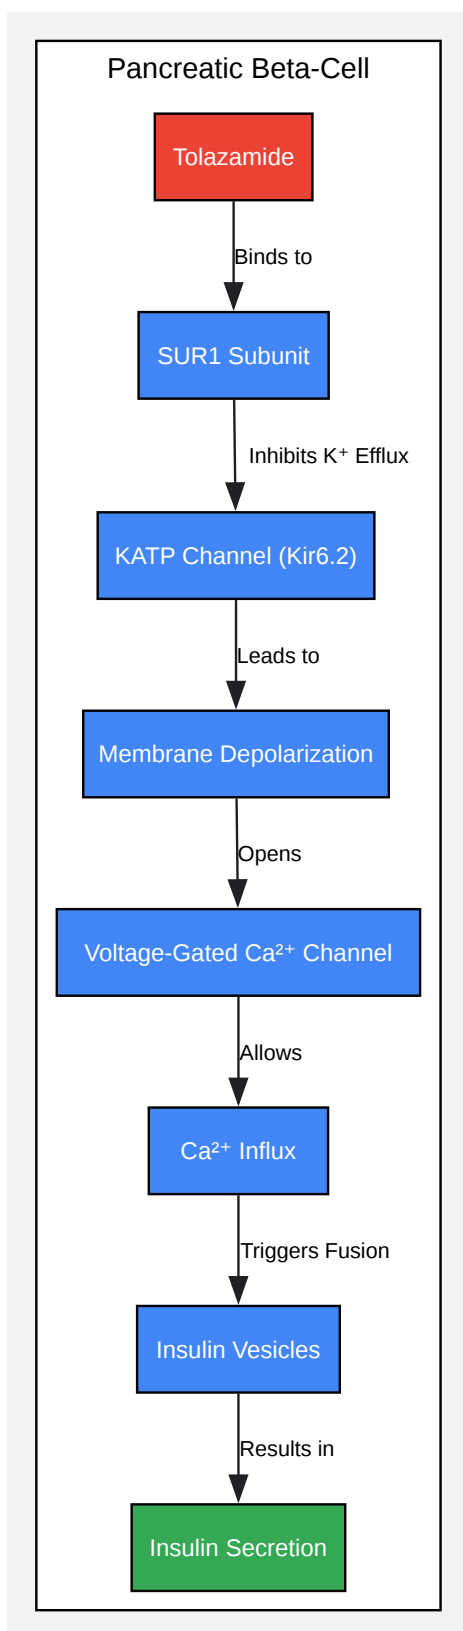 Pancreatic Beta-Cell
Tolazamide
Binds to
SUR1 Subunit
Inhibits K⁺ Efflux
KATP Channel (Kir6.2)
Leads to
Membrane Depolarization
Opens
Voltage-Gated Ca²⁺ Channel
Allows
Ca²⁺ Influx
Triggers Fusion
Insulin Vesicles
Results in
Insulin Secretion